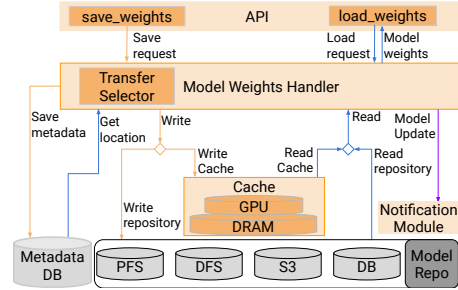 API
save_weights
load_weights
Save
request
Load
request
Model
weights
Transfer
Selector
Model Weights Handler
Save
metadata
Get
location
Write
Read
Model
Update
Write
Cache
Read
Cache
Read
repository
Cache
GPU
DRAM
Write
repository
Notification
Module
Metadata
DB
PFS
DFS
S3
DB
Model
Repo